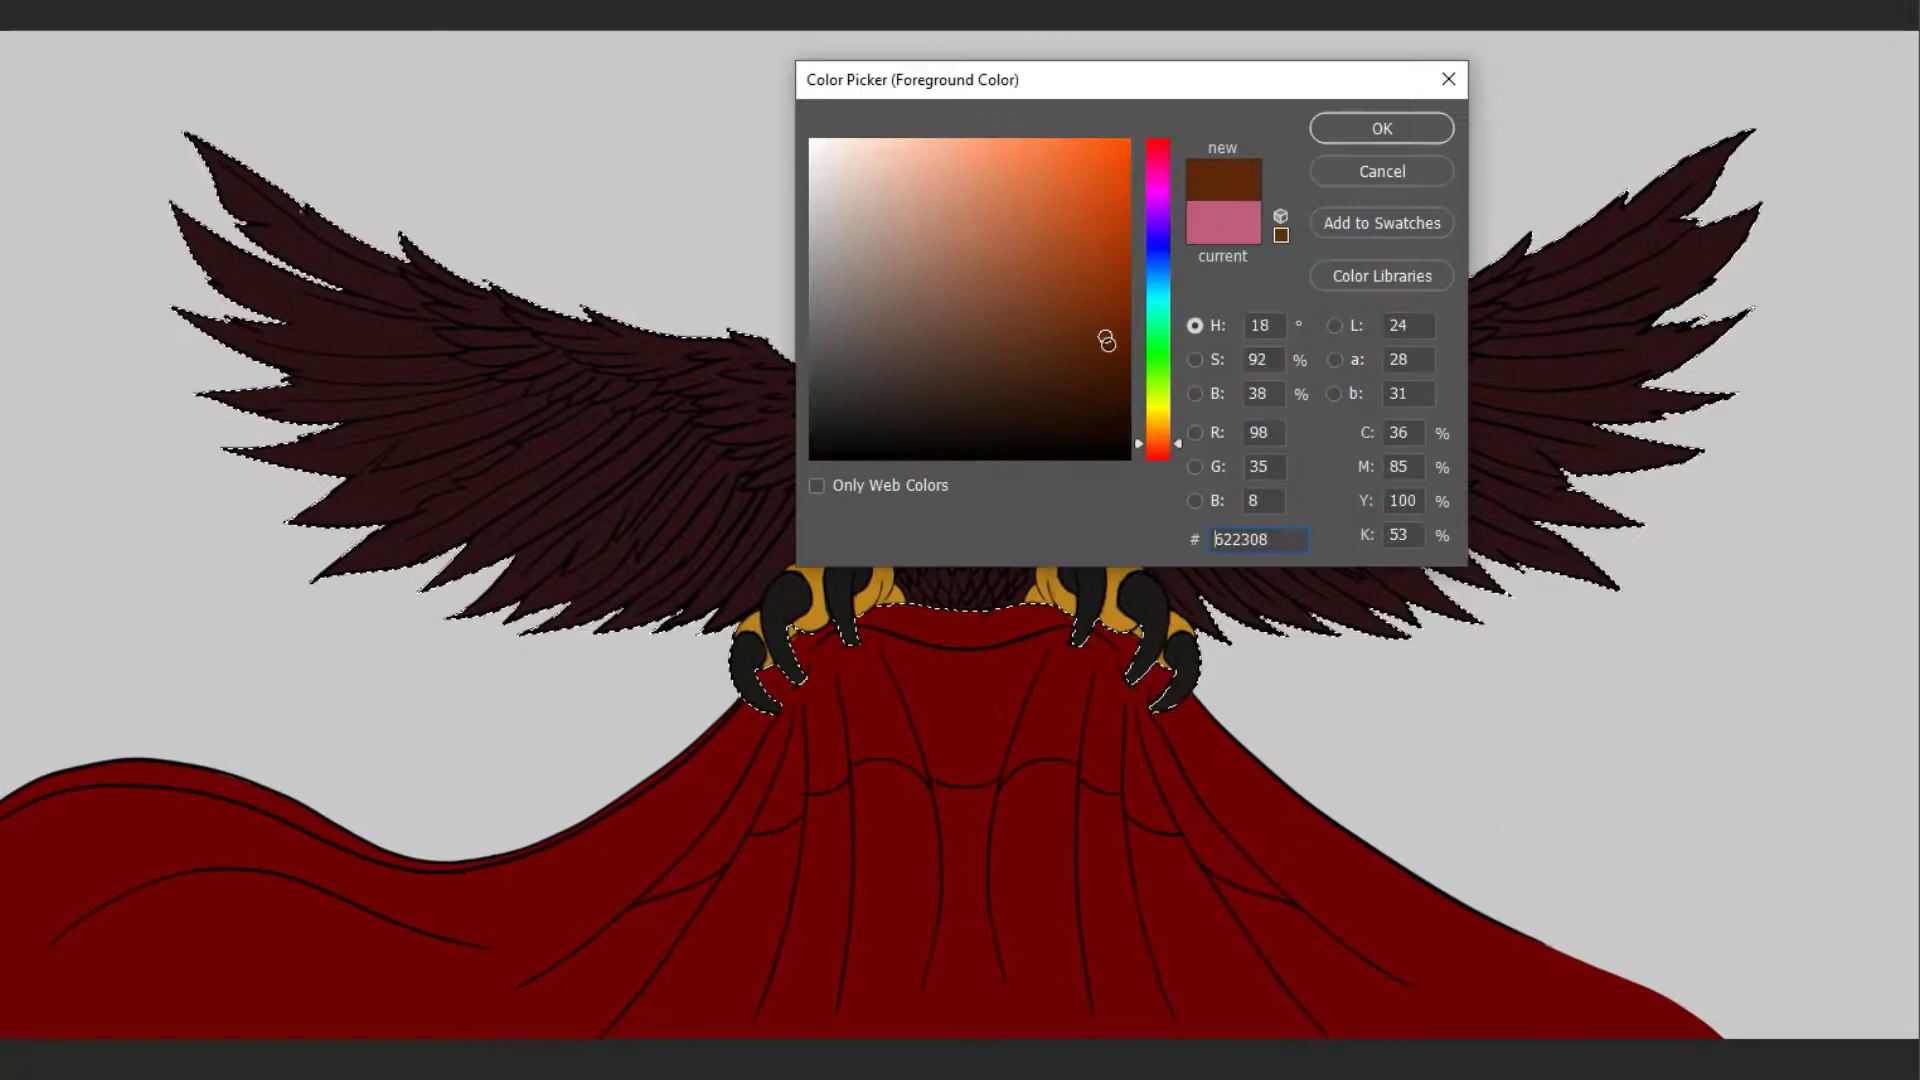 Color Picker (Foreground Color)
new
current
OK
Cancel
Add to Swatches
Color Libraries
H: 18 °
S: 92 %
B: 38 %
R: 98
G: 35
B: 8
# 622308
L: 24
a: 28
b: 31
C: 36 %
M: 85 %
Y: 100 %
K: 53 %
Only Web Colors